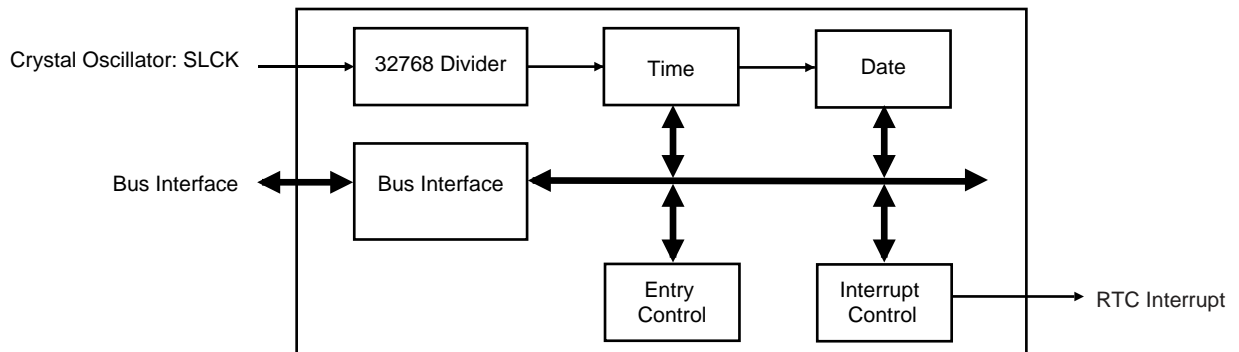 Crystal Oscillator: SLCK
32768 Divider
Time
Date
Bus Interface
Bus Interface
Entry
Control
Interrupt
Control
RTC Interrupt